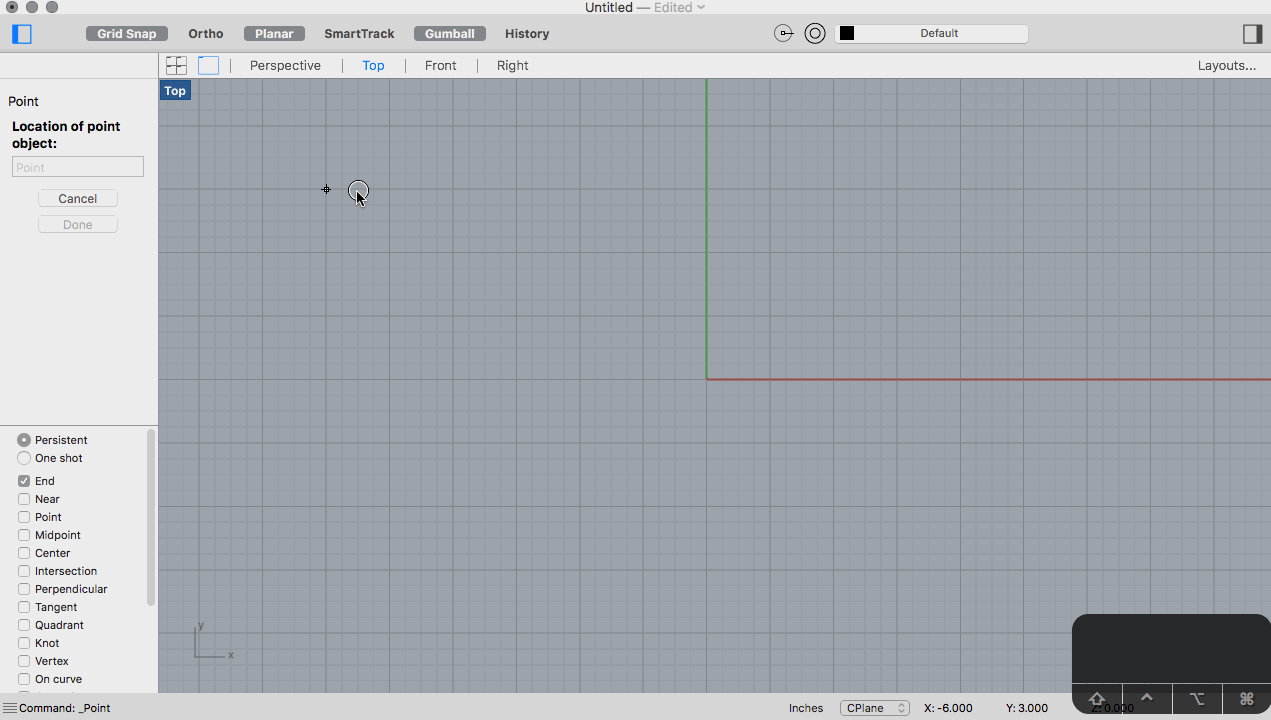 Untitled — Edited
Grid Snap Ortho Planar SmartTrack Gumball History Default
Perspective Top Front Right Layouts...
Top
Point
Location of point
object:
Point
Cancel
Done
Persistent
One shot
End
Near
Point
Midpoint
Center
Intersection
Perpendicular
Tangent
Quadrant
Knot
Vertex
On curve
y
x
Command: _Point Inches CPlane X: -6.000 Y: 3.000 Z: 0.000